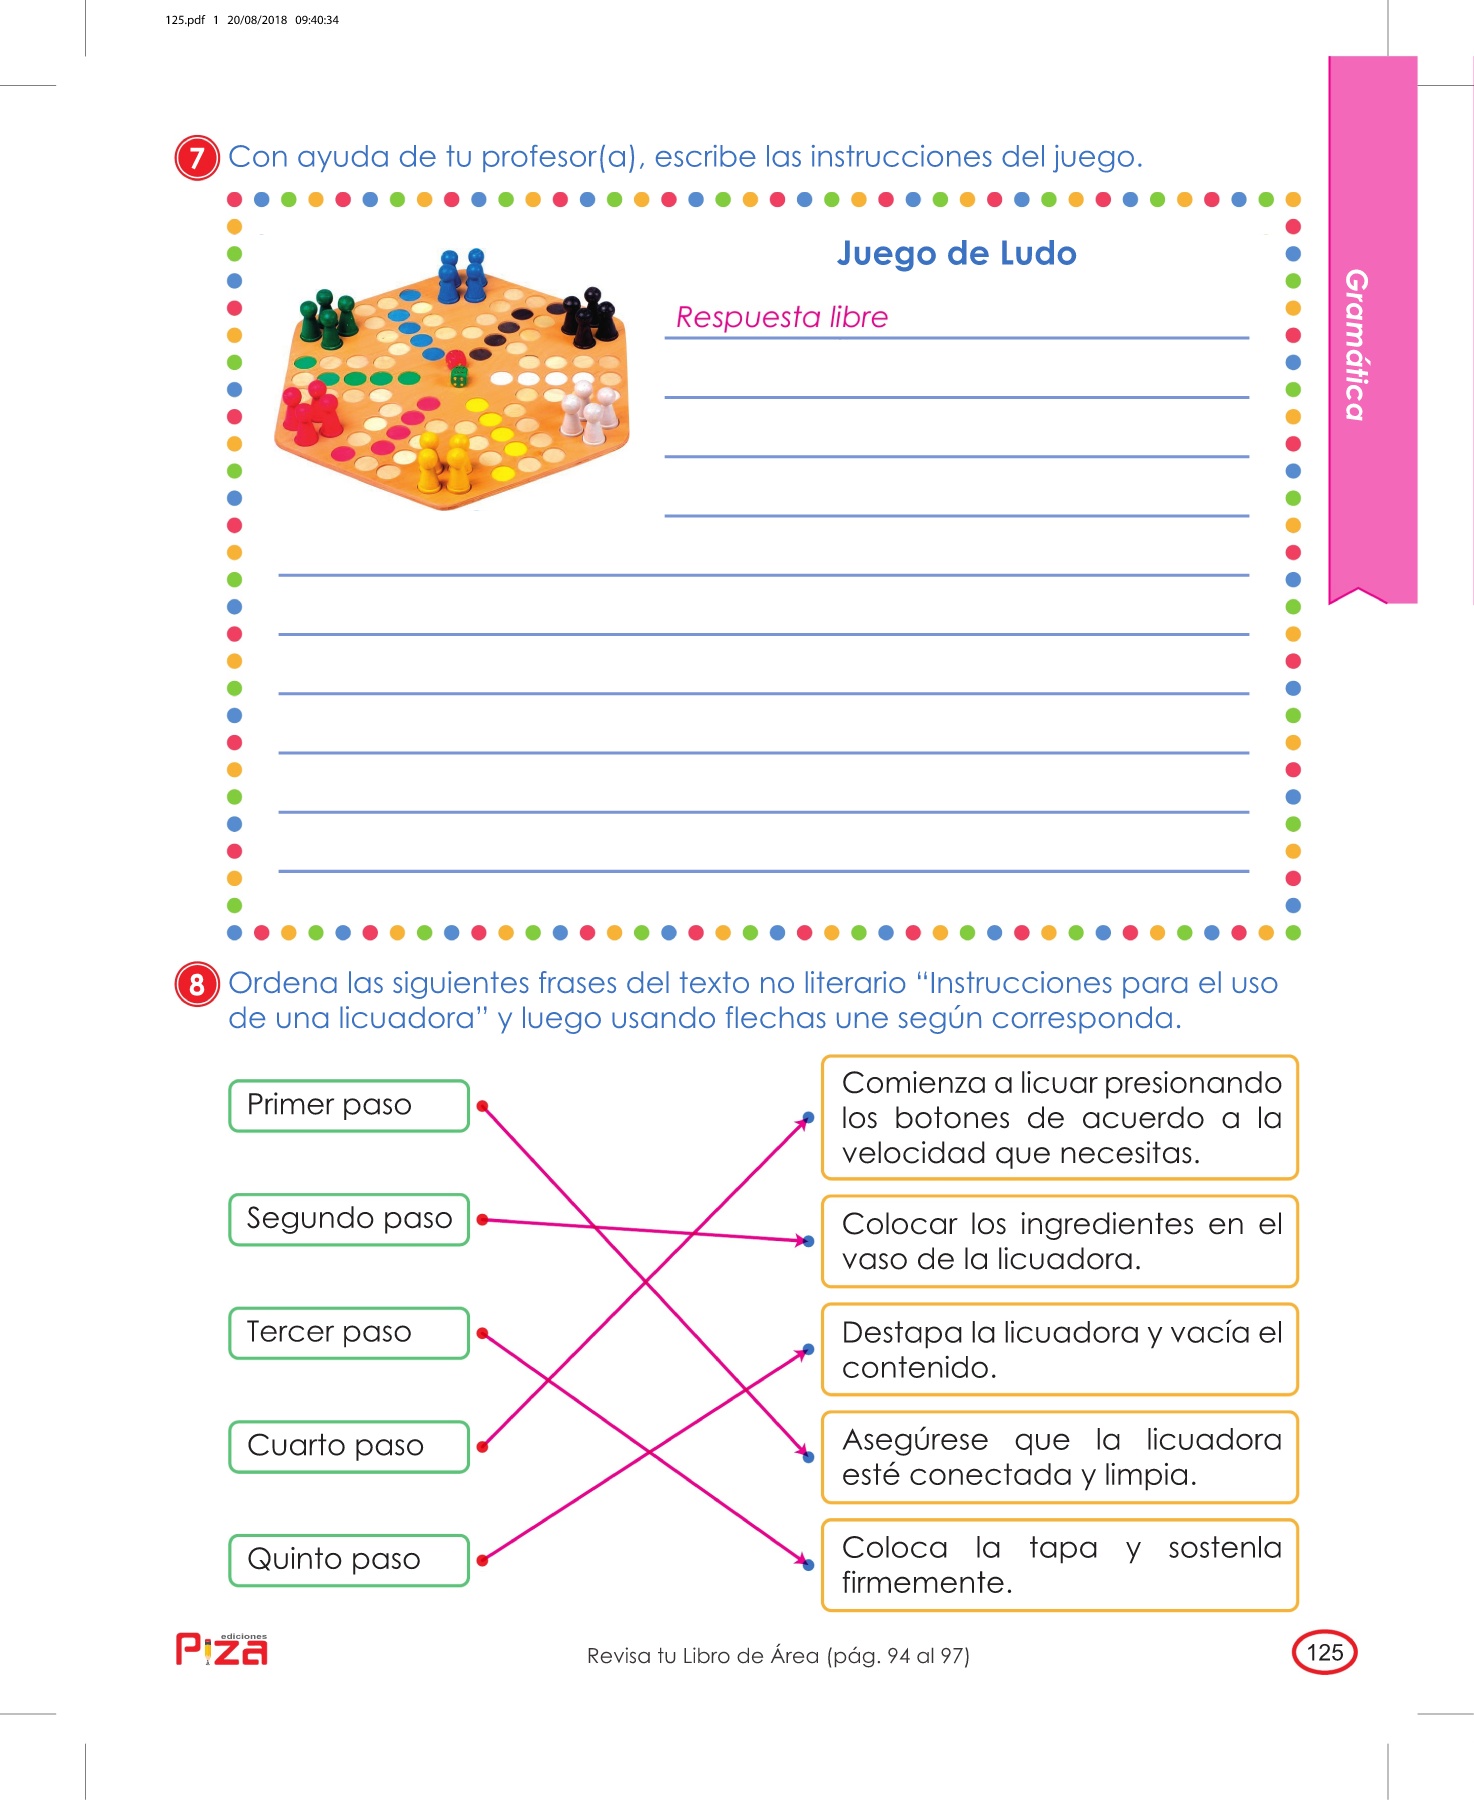 125.pdf 1 20/08/2018 09:40:34
7 Con ayuda de tu profesor(a), escribe las instrucciones del juego.
Juego de Ludo
Respuesta libre
Gramática
8 Ordena las siguientes frases del texto no literario “Instrucciones para el uso
de una licuadora” y luego usando flechas une según corresponda.
Primer paso
Segundo paso
Tercer paso
Cuarto paso
Quinto paso
Comienza a licuar presionando
los botones de acuerdo a la
velocidad que necesitas.
Colocar los ingredientes en el
vaso de la licuadora.
Destapa la licuadora y vacía el
contenido.
Asegúrese que la licuadora
esté conectada y limpia.
Coloca la tapa y sostenla
firmemente.
ediciones
Piza
Revisa tu Libro de Área (pág. 94 al 97)
125